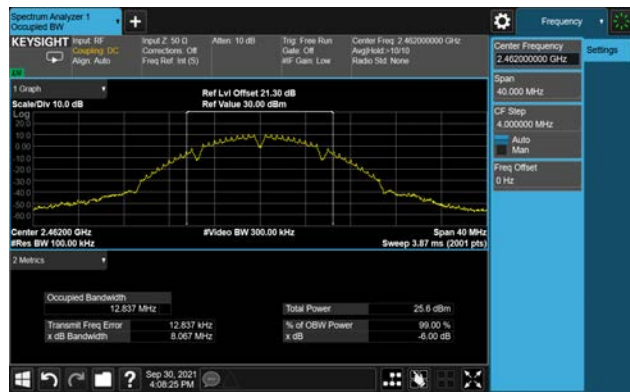 Spectrum Analyzer 1
Occupied BW
+
Frequency
KEYSIGHT
Input: RF
Coupling: DC
Align: Auto
Input Z: 50 Ω
Corrections: Off
Freq Ref: Int (S)
Atten: 10 dB
Trig: Free Run
Gate: Off
#IF Gain: Low
Center Freq: 2.462000000 GHz
Avg|Hold:>10/10
Radio Std: None
Center Frequency
2.462000000 GHz
Settings
Span
40.000 MHz
CF Step
4.000000 MHz
Auto
Man
Freq Offset
0 Hz
1 Graph
Scale/Div 10.0 dB
Ref Lvl Offset 21.30 dB
Ref Value 30.00 dBm
Log
20.0
10.0
0.00
-10.0
-20.0
-30.0
-40.0
-50.0
-60.0
Center 2.46200 GHz
#Res BW 100.00 kHz
#Video BW 300.00 kHz
Span 40 MHz
Sweep 3.87 ms (2001 pts)
2 Metrics
Occupied Bandwidth
12.837 MHz
Total Power 25.6 dBm
Transmit Freq Error 12.837 kHz
% of OBW Power 99.00 %
x dB Bandwidth 8.067 MHz
x dB -6.00 dB
?
Sep 30, 2021
4:08:25 PM